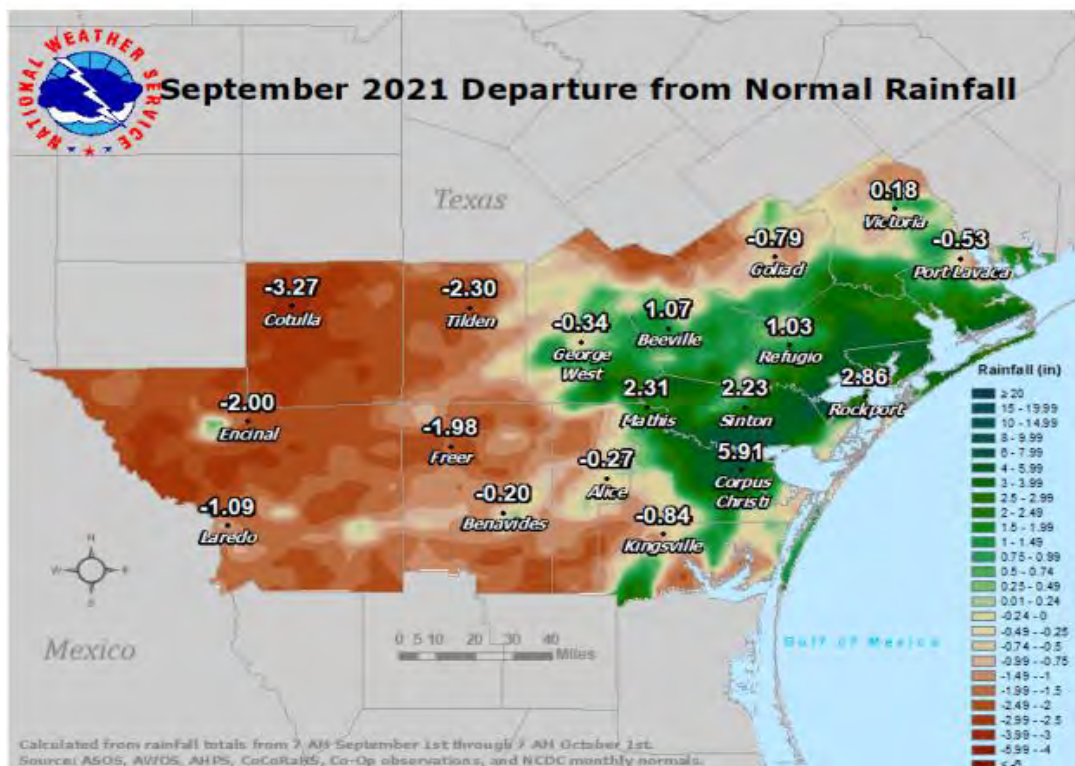 NATIONAL WEATHER SERVICE
September 2021 Departure from Normal Rainfall
Texas
0.18
Victoria
-0.79
Goliad
-0.53
Port Lavaca
-3.27
Cotulla
-2.30
Tilden
-0.34
George
West
1.07
Beeville
1.03
Refugio
2.86
Rockport
2.31
Mathis
2.23
Sinton
-2.00
Encinal
-1.98
Freer
5.91
Corpus
Christi
-0.27
Alice
-0.20
Benavides
-1.09
Laredo
-0.84
Kingsville
N
W
E
S
Mexico
0 5 10 20 30 40
Miles
Gulf of Mexico
Rainfall (in)
≥ 20
15 - 19.99
10 - 14.99
8 - 9.99
6 - 7.99
4 - 5.99
3 - 3.99
2.5 - 2.99
2 - 2.49
1.5 - 1.99
1 - 1.49
0.75 - 0.99
0.5 - 0.74
0.25 - 0.49
0.01 - 0.24
-0.24 - 0
-0.49 - -0.25
-0.74 - -0.5
-0.99 - -0.75
-1.49 - -1
-1.99 - -1.5
-2.49 - -2
-2.99 - -2.5
-3.99 - -3
-5.99 - -4
Calculated from rainfall totals from 7 AM September 1st through 7 AM October 1st.
Source: ASOS, AWOS, AHPS, CoCoRaHS, Co-Op observations, and NCDC monthly normals.